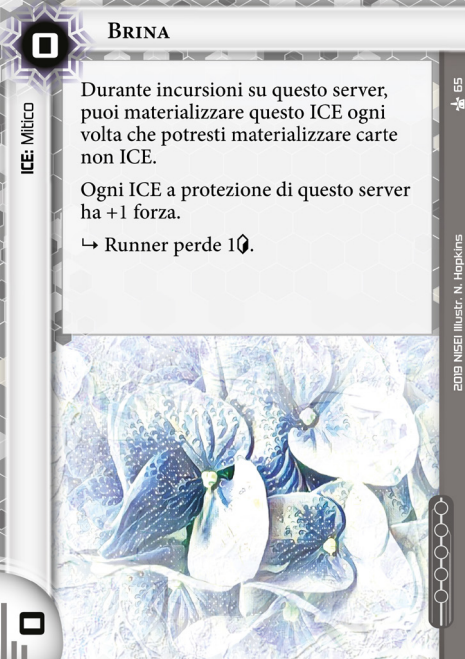 0
Brina
ICE: Mitico
Durante incursioni su questo server,
puoi materializzare questo ICE ogni
volta che potresti materializzare carte
non ICE.
Ogni ICE a protezione di questo server
ha +1 forza.
↳ Runner perde 1.
65
2019 NISEI Illustr. N. Hopkins
0